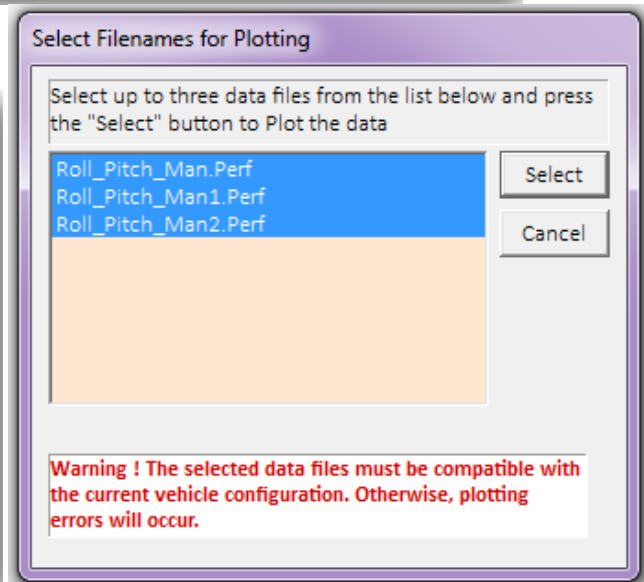 Select Filenames for Plotting
Select up to three data files from the list below and press
the "Select" button to Plot the data
Roll_Pitch_Man.Perf
Roll_Pitch_Man1.Perf
Roll_Pitch_Man2.Perf
Select
Cancel
Warning ! The selected data files must be compatible with
the current vehicle configuration. Otherwise, plotting
errors will occur.